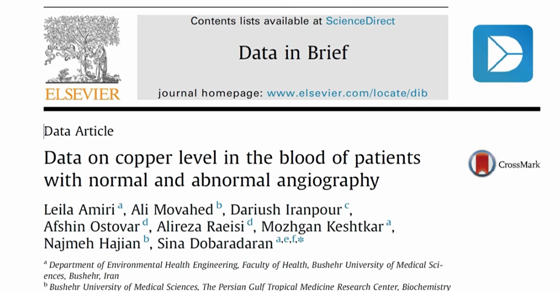 Contents lists available at ScienceDirect
Data in Brief
ELSEVIER
journal homepage: www.elsevier.com/locate/dib
Data Article
Data on copper level in the blood of patients
with normal and abnormal angiography
CrossMark
Leila Amiri a, Ali Movahed b, Dariush Iranpour c,
Afshin Ostovar d, Alireza Raeisi d, Mozhgan Keshtkar a,
Najmeh Hajian b, Sina Dobaradaran a,e,f,*
a Department of Environmental Health Engineering, Faculty of Health, Bushehr University of Medical Sci-
ences, Bushehr, Iran
b Bushehr University of Medical Sciences, The Persian Gulf Tropical Medicine Research Center, Biochemistry